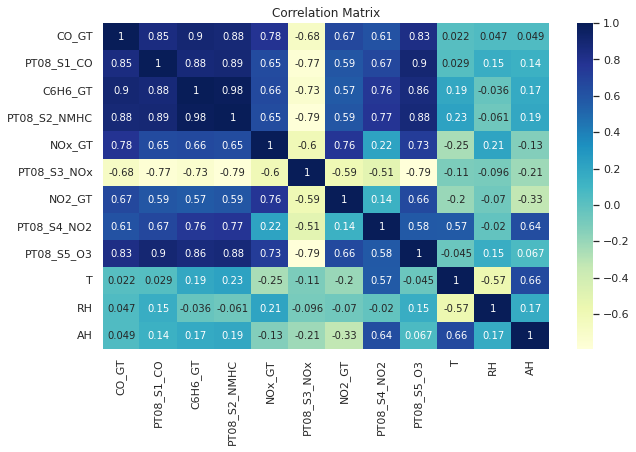 Correlation Matrix
CO_GT 1 0.85 0.9 0.88 0.78 -0.68 0.67 0.61 0.83 0.022 0.047 0.049
PT08_S1_CO 0.85 1 0.88 0.89 0.65 -0.77 0.59 0.67 0.9 0.029 0.15 0.14
C6H6_GT 0.9 0.88 1 0.98 0.66 -0.73 0.57 0.76 0.86 0.19 -0.036 0.17
PT08_S2_NMHC 0.88 0.89 0.98 1 0.65 -0.79 0.59 0.77 0.88 0.23 -0.061 0.19
NOx_GT 0.78 0.65 0.66 0.65 1 -0.6 0.76 0.22 0.73 -0.25 0.21 -0.13
PT08_S3_NOx -0.68 -0.77 -0.73 -0.79 -0.6 1 -0.59 -0.51 -0.79 -0.11 -0.096 -0.21
NO2_GT 0.67 0.59 0.57 0.59 0.76 -0.59 1 0.14 0.66 -0.2 -0.07 -0.33
PT08_S4_NO2 0.61 0.67 0.76 0.77 0.22 -0.51 0.14 1 0.58 0.57 -0.02 0.64
PT08_S5_O3 0.83 0.9 0.86 0.88 0.73 -0.79 0.66 0.58 1 -0.045 0.15 0.067
T 0.022 0.029 0.19 0.23 -0.25 -0.11 -0.2 0.57 -0.045 1 -0.57 0.66
RH 0.047 0.15 -0.036 -0.061 0.21 -0.096 -0.07 -0.02 0.15 -0.57 1 0.17
AH 0.049 0.14 0.17 0.19 -0.13 -0.21 -0.33 0.64 0.067 0.66 0.17 1
CO_GT PT08_S1_CO C6H6_GT PT08_S2_NMHC NOx_GT PT08_S3_NOx NO2_GT PT08_S4_NO2 PT08_S5_O3 T RH AH
1.0
0.8
0.6
0.4
0.2
0.0
−0.2
−0.4
−0.6